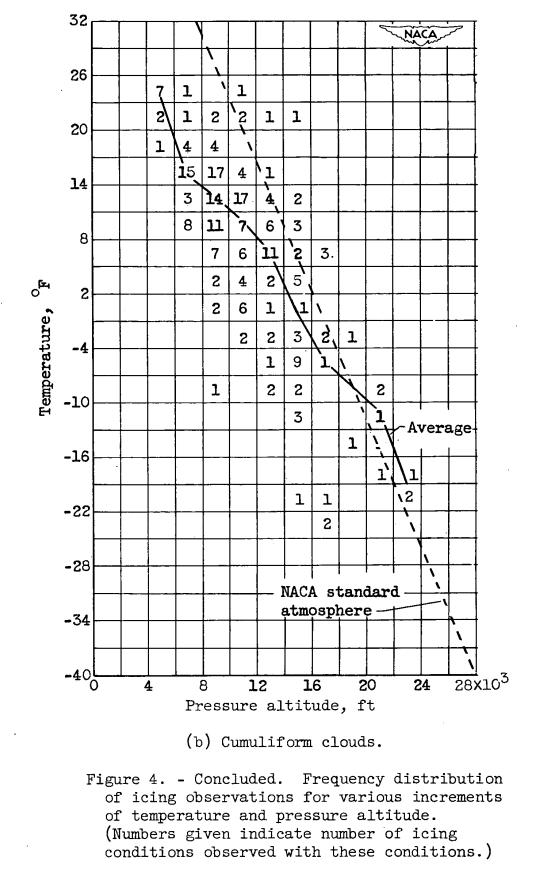 32
NACA
26
7 1 1
2 1 2 2 1 1
20
1 4 4
15 17 4 1
14
3 14 17 4 2
8 11 7 6 3
8
7 6 11 2 3.
2 4 2 5
2
2 6 1 1
2 2 3 2 1
-4
1 9 1
1 2 2 2
-10
3 1
Average
1
-16
1 1
1 1 2
-22
2
-28
NACA standard
atmosphere
-34
-40
0 4 8 12 16 20 24 28X10³
Temperature, °F
Pressure altitude, ft
(b) Cumuliform clouds.
Figure 4. - Concluded. Frequency distribution
of icing observations for various increments
of temperature and pressure altitude.
(Numbers given indicate number of icing
conditions observed with these conditions.)